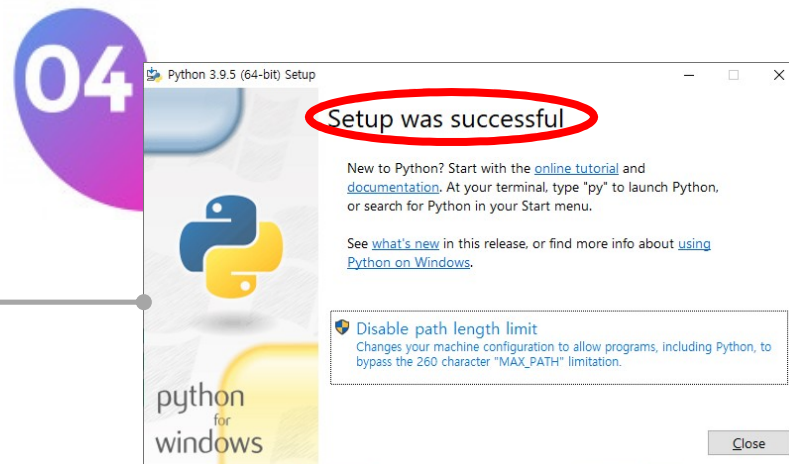 04
Python 3.9.5 (64-bit) Setup
Setup was successful
New to Python? Start with the online tutorial and
documentation. At your terminal, type "py" to launch Python,
or search for Python in your Start menu.
See what's new in this release, or find more info about using
Python on Windows.
Disable path length limit
Changes your machine configuration to allow programs, including Python, to
bypass the 260 character "MAX_PATH" limitation.
python
for
windows
Close